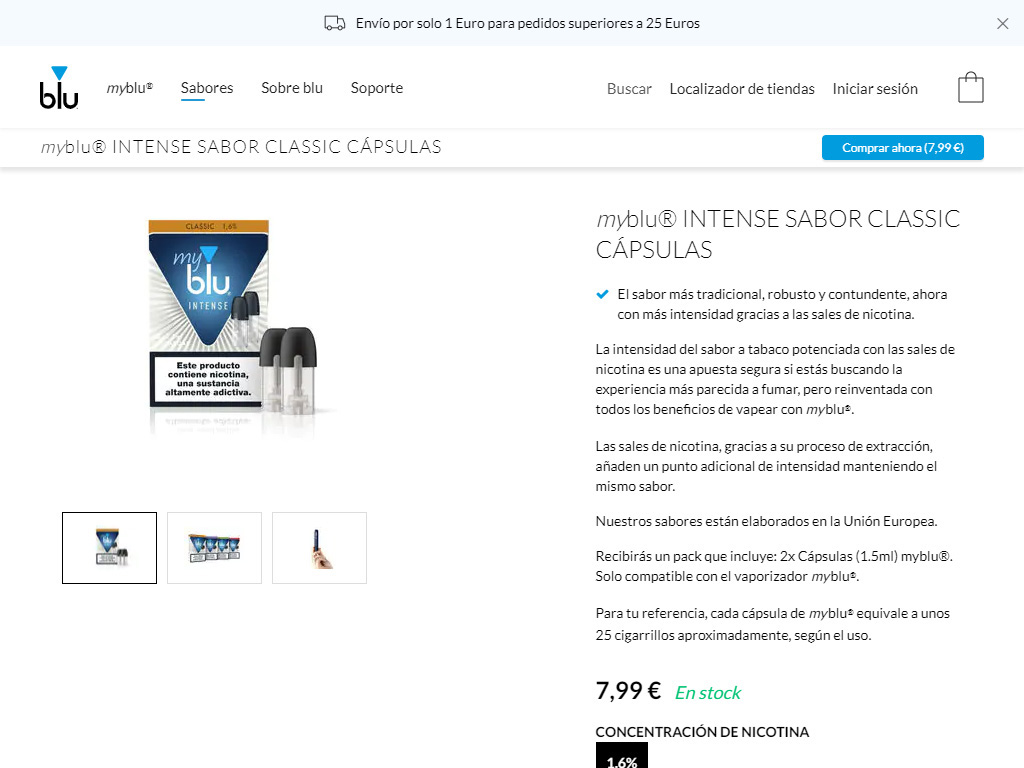 Envío por solo 1 Euro para pedidos superiores a 25 Euros
blu
myblu®
Sabores
Sobre blu
Soporte
Buscar
Localizador de tiendas
Iniciar sesión
myblu® INTENSE SABOR CLASSIC CÁPSULAS
Comprar ahora (7,99 €)
CLASSIC 1,6%
my
blu
INTENSE
Este producto
contiene nicotina,
una sustancia
altamente adictiva.
myblu® INTENSE SABOR CLASSIC
CÁPSULAS
El sabor más tradicional, robusto y contundente, ahora
con más intensidad gracias a las sales de nicotina.
La intensidad del sabor a tabaco potenciada con las sales de
nicotina es una apuesta segura si estás buscando la
experiencia más parecida a fumar, pero reinventada con
todos los beneficios de vapear con myblu®.
Las sales de nicotina, gracias a su proceso de extracción,
añaden un punto adicional de intensidad manteniendo el
mismo sabor.
Nuestros sabores están elaborados en la Unión Europea.
Recibirás un pack que incluye: 2x Cápsulas (1.5ml) myblu®.
Solo compatible con el vaporizador myblu®.
Para tu referencia, cada cápsula de myblu® equivale a unos
25 cigarrillos aproximadamente, según el uso.
7,99 € En stock
CONCENTRACIÓN DE NICOTINA
1.6%